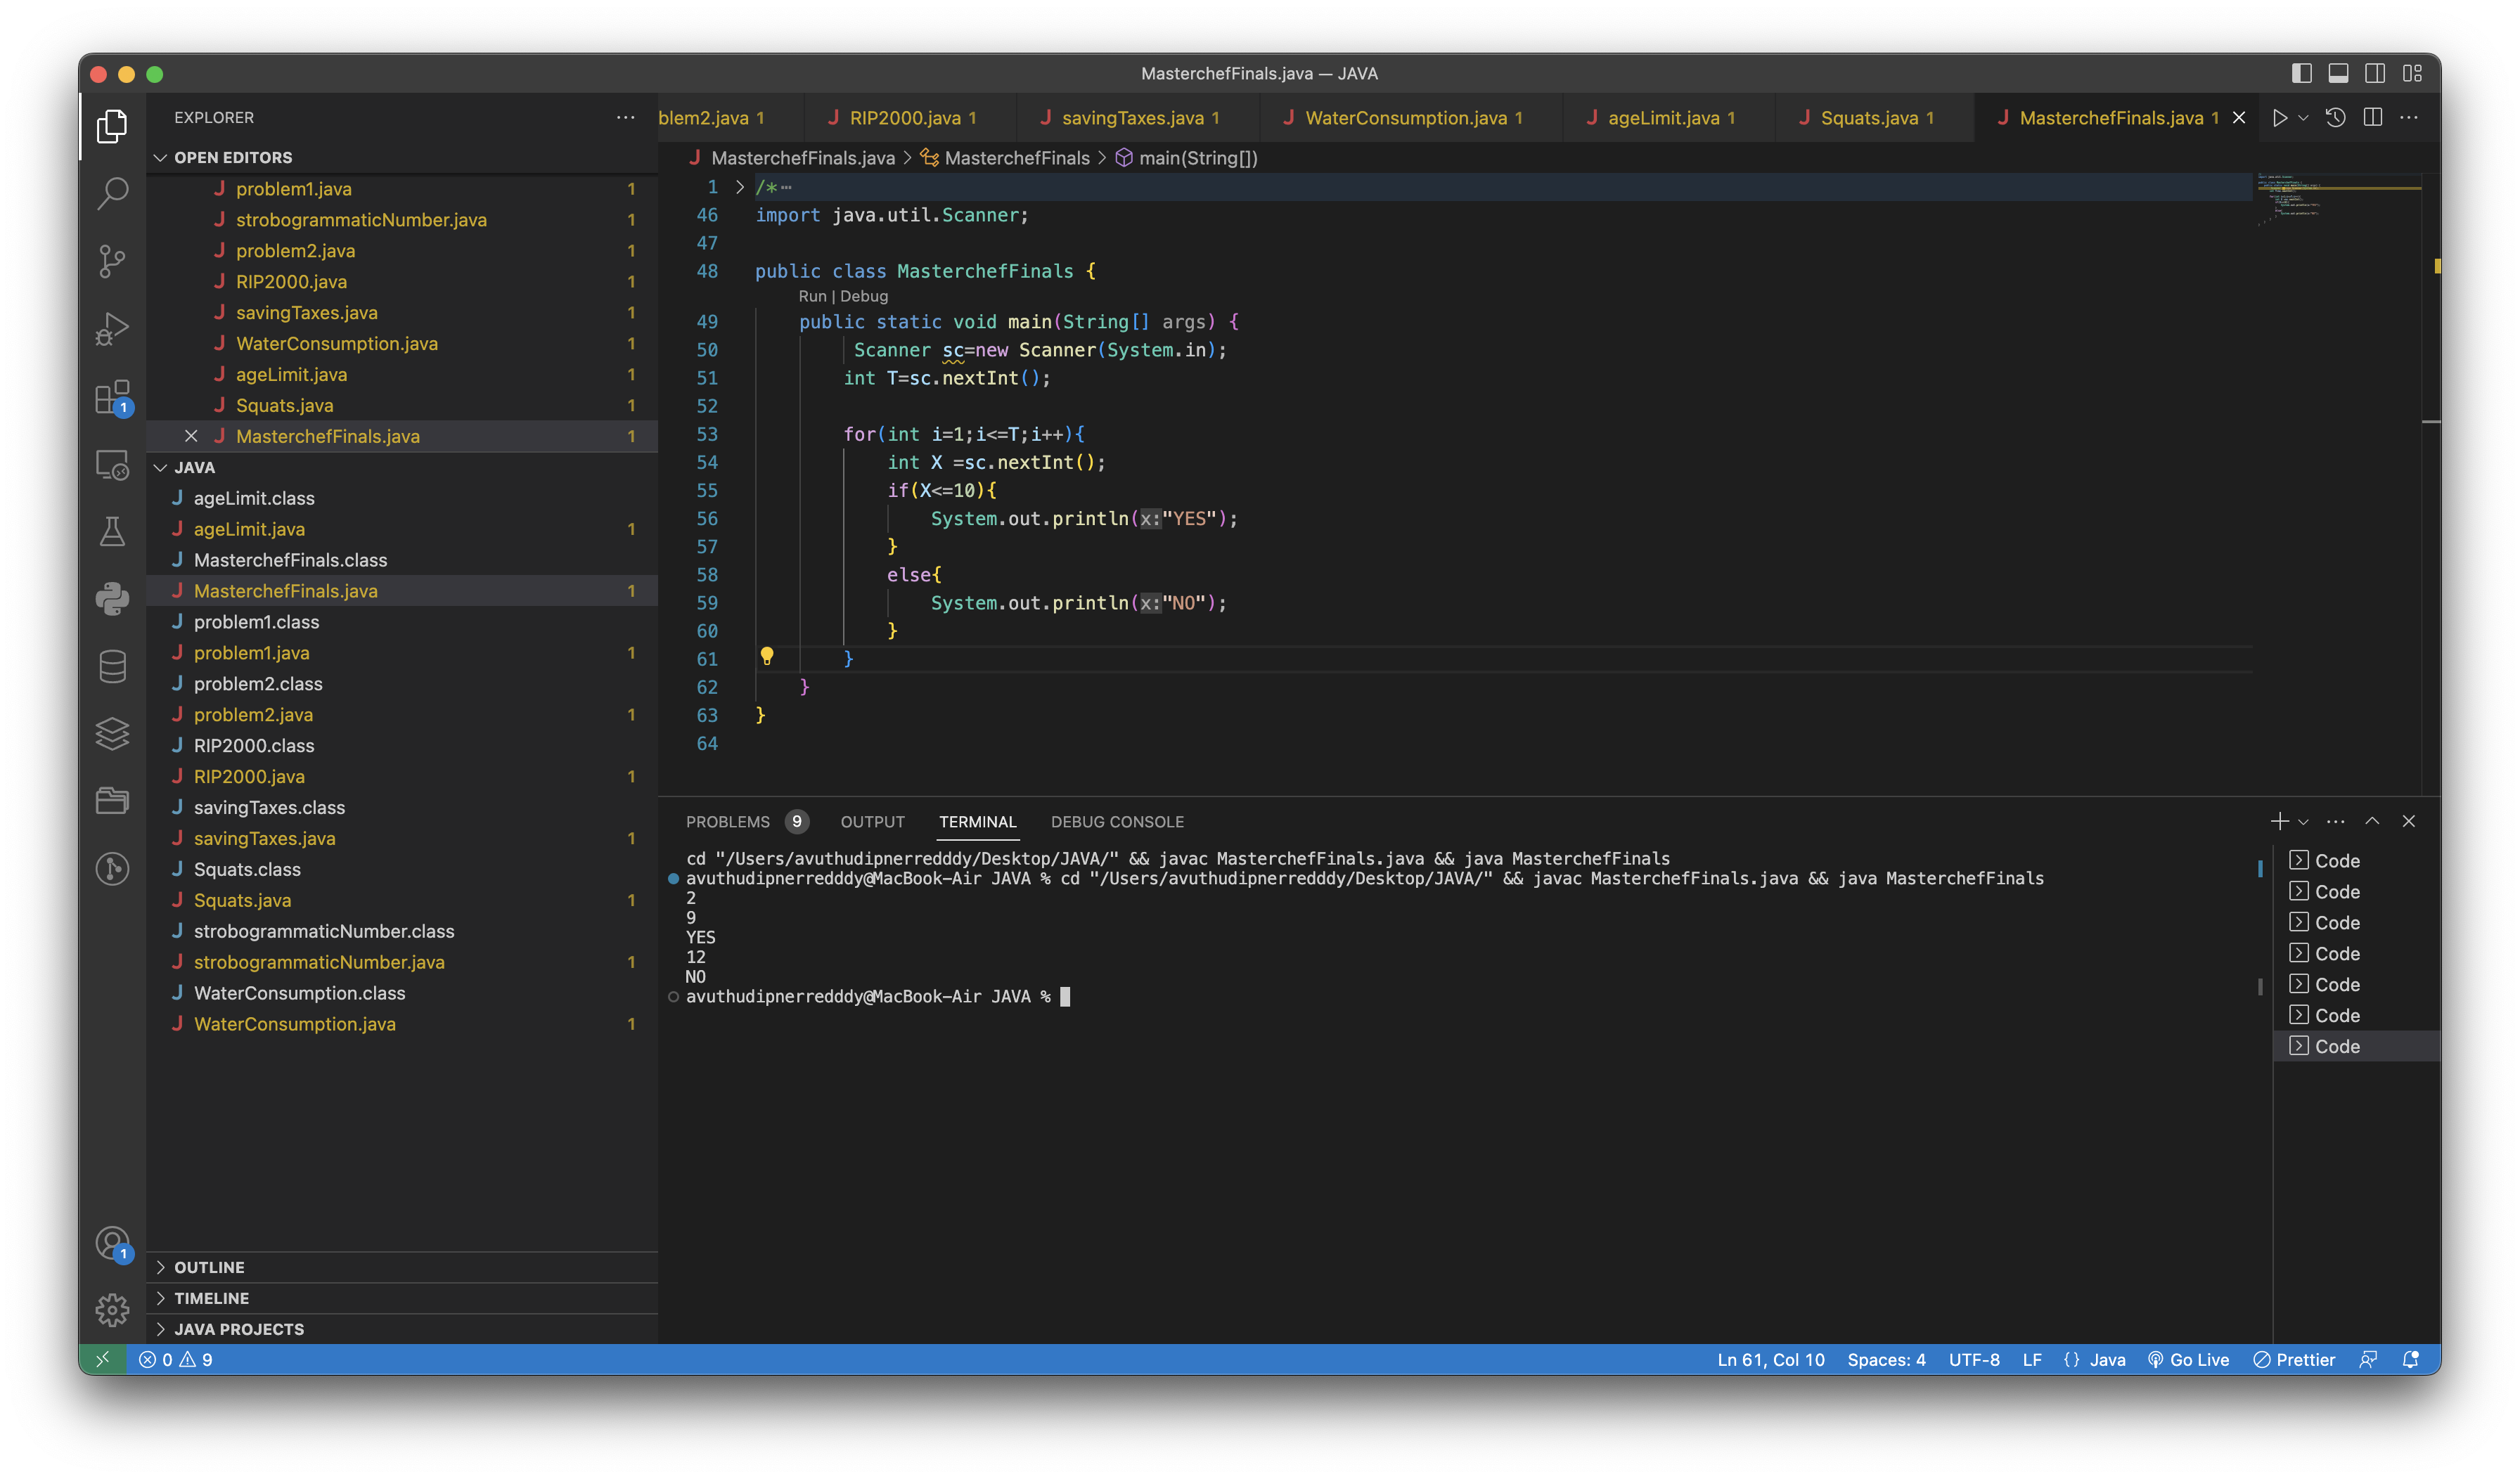 MasterchefFinals.java — JAVA
EXPLORER
OPEN EDITORS
problem1.java 1
strobogrammaticNumber.java 1
problem2.java 1
RIP2000.java 1
savingTaxes.java 1
WaterConsumption.java 1
ageLimit.java 1
Squats.java 1
MasterchefFinals.java 1
JAVA
ageLimit.class
ageLimit.java 1
MasterchefFinals.class
MasterchefFinals.java 1
problem1.class
problem1.java 1
problem2.class
problem2.java 1
RIP2000.class
RIP2000.java 1
savingTaxes.class
savingTaxes.java 1
Squats.class
Squats.java 1
strobogrammaticNumber.class
strobogrammaticNumber.java 1
WaterConsumption.class
WaterConsumption.java 1
OUTLINE
TIMELINE
JAVA PROJECTS
1
1
blem2.java 1 RIP2000.java 1 savingTaxes.java 1 WaterConsumption.java 1 ageLimit.java 1 Squats.java 1 MasterchefFinals.java 1
MasterchefFinals.java > MasterchefFinals > main(String[])
1 /*…
46 import java.util.Scanner;
47
48 public class MasterchefFinals {
Run | Debug
49 public static void main(String[] args) {
50 Scanner sc=new Scanner(System.in);
51 int T=sc.nextInt();
52
53 for(int i=1;i<=T;i++){
54 int X =sc.nextInt();
55 if(X<=10){
56 System.out.println(x:"YES");
57 }
58 else{
59 System.out.println(x:"NO");
60 }
61 }
62 }
63 }
64
PROBLEMS 9 OUTPUT TERMINAL DEBUG CONSOLE
cd "/Users/avuthudipnerredddy/Desktop/JAVA/" && javac MasterchefFinals.java && java MasterchefFinals
avuthudipnerredddy@MacBook-Air JAVA % cd "/Users/avuthudipnerredddy/Desktop/JAVA/" && javac MasterchefFinals.java && java MasterchefFinals
2
9
YES
12
NO
avuthudipnerredddy@MacBook-Air JAVA %
Code
Code
Code
Code
Code
Code
Code
0 9 Ln 61, Col 10 Spaces: 4 UTF-8 LF {} Java Go Live Prettier